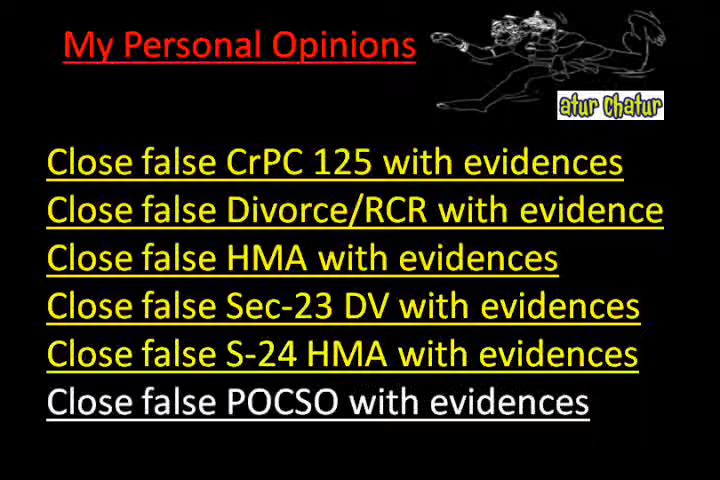 My Personal Opinions
atur Chatur
Close false CrPC 125 with evidences
Close false Divorce/RCR with evidence
Close false HMA with evidences
Close false Sec-23 DV with evidences
Close false S-24 HMA with evidences
Close false POCSO with evidences